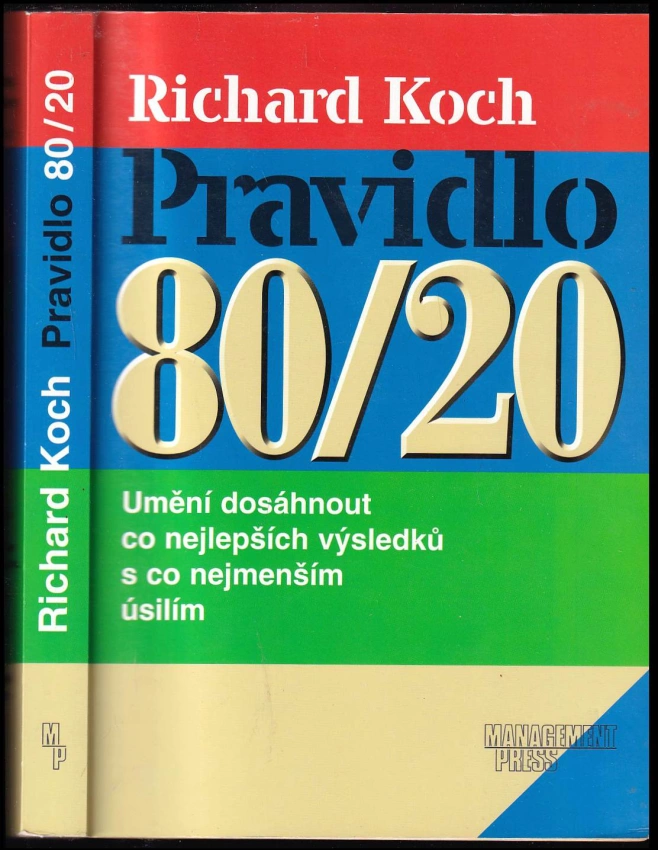 Richard Koch
Pravidlo
80/20
Umění dosáhnout
co nejlepších výsledků
s co nejmenším
úsilím
MANAGEMENT
PRESS
Richard Koch Pravidlo 80/20
MP